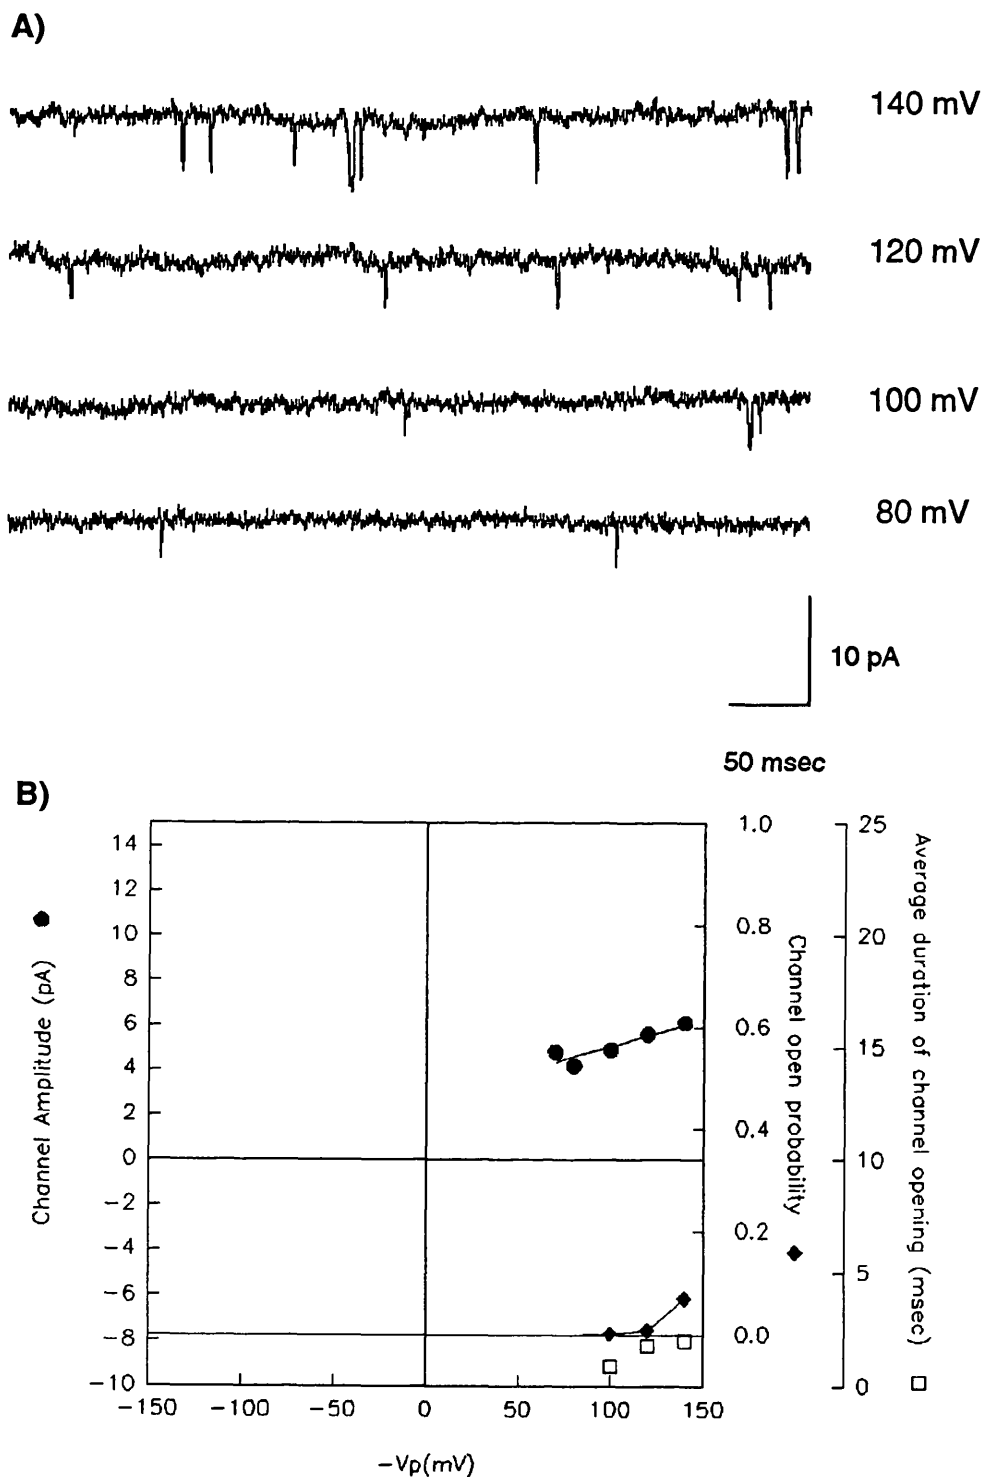 A)
140 mV
120 mV
100 mV
80 mV
10 pA
50 msec
B)
Channel Amplitude (pA)
14
12
10
8
6
4
2
0
−2
−4
−6
−8
−10
−150
−100
−50
0
50
100
150
−Vp(mV)
1.0
0.8
0.6
0.4
0.2
0.0
Channel open probability
25
20
15
10
5
0
Average duration of channel opening (msec)